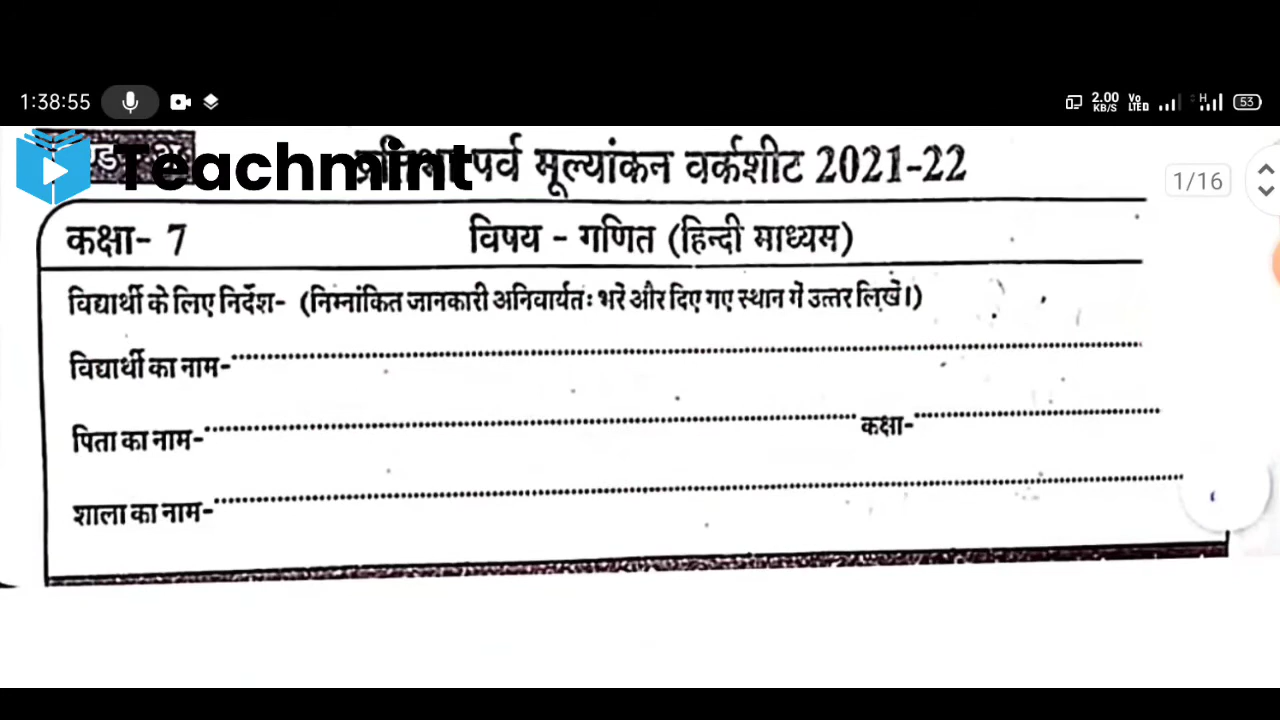 1:38:55
2.00 KB/S VoLTED H 53
Teachmint
पर्व मूल्यांकन वर्कशीट 2021-22
1/16
कक्षा- 7 विषय - गणित (हिन्दी माध्यम)
विद्यार्थी के लिए निर्देश- (निम्नांकित जानकारी अनिवार्यतः भरें और दिए गए स्थान में उत्तर लिखें।)
विद्यार्थी का नाम-
पिता का नाम- कक्षा-
शाला का नाम-